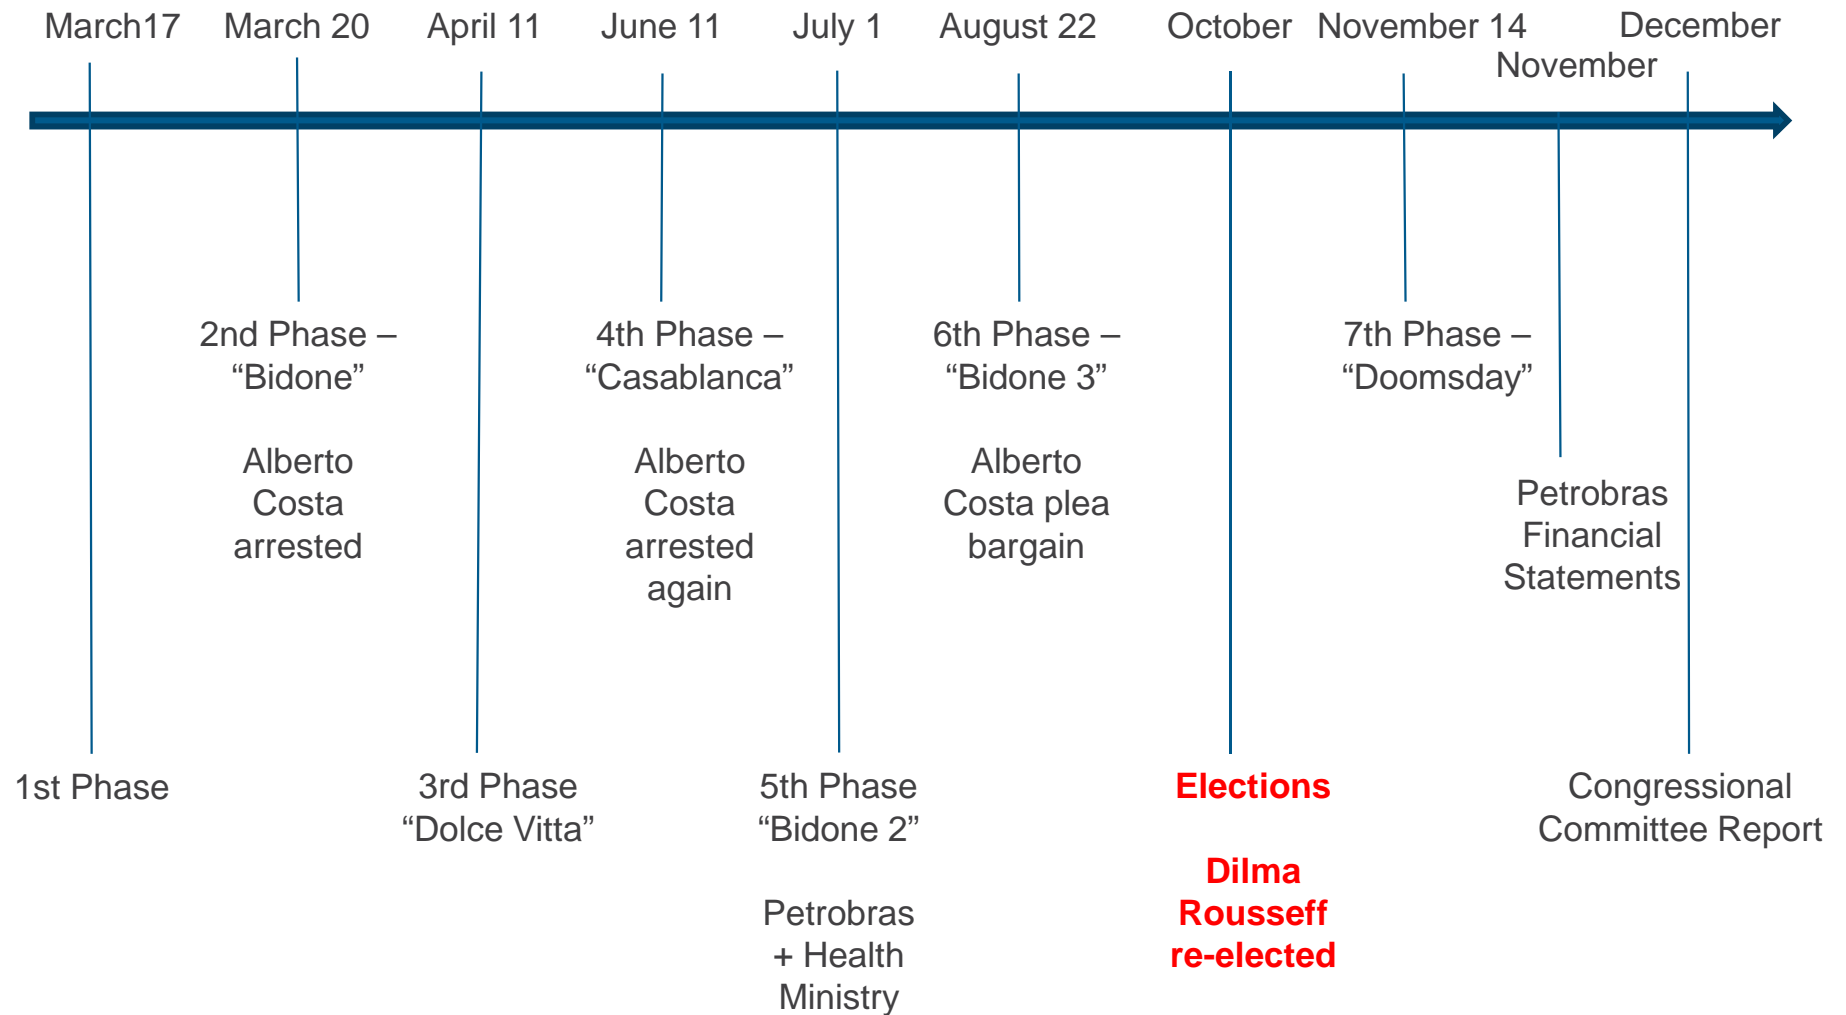 March17
March 20
April 11
June 11
July 1
August 22
October
November 14
November
December
2nd Phase –
“Bidone”
Alberto
Costa
arrested
4th Phase –
“Casablanca”
Alberto
Costa
arrested
again
6th Phase –
“Bidone 3”
Alberto
Costa plea
bargain
7th Phase –
“Doomsday”
Petrobras
Financial
Statements
1st Phase
3rd Phase
“Dolce Vitta”
5th Phase
“Bidone 2”
Petrobras
+ Health
Ministry
Elections
Dilma
Rousseff
re-elected
Congressional
Committee Report